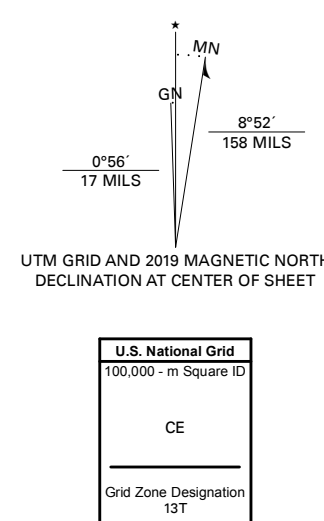 ★
MN
GN
8°52´
158 MILS
0°56´
17 MILS
UTM GRID AND 2019 MAGNETIC NORTH
DECLINATION AT CENTER OF SHEET
U.S. National Grid
100,000 - m Square ID
CE
Grid Zone Designation
13T